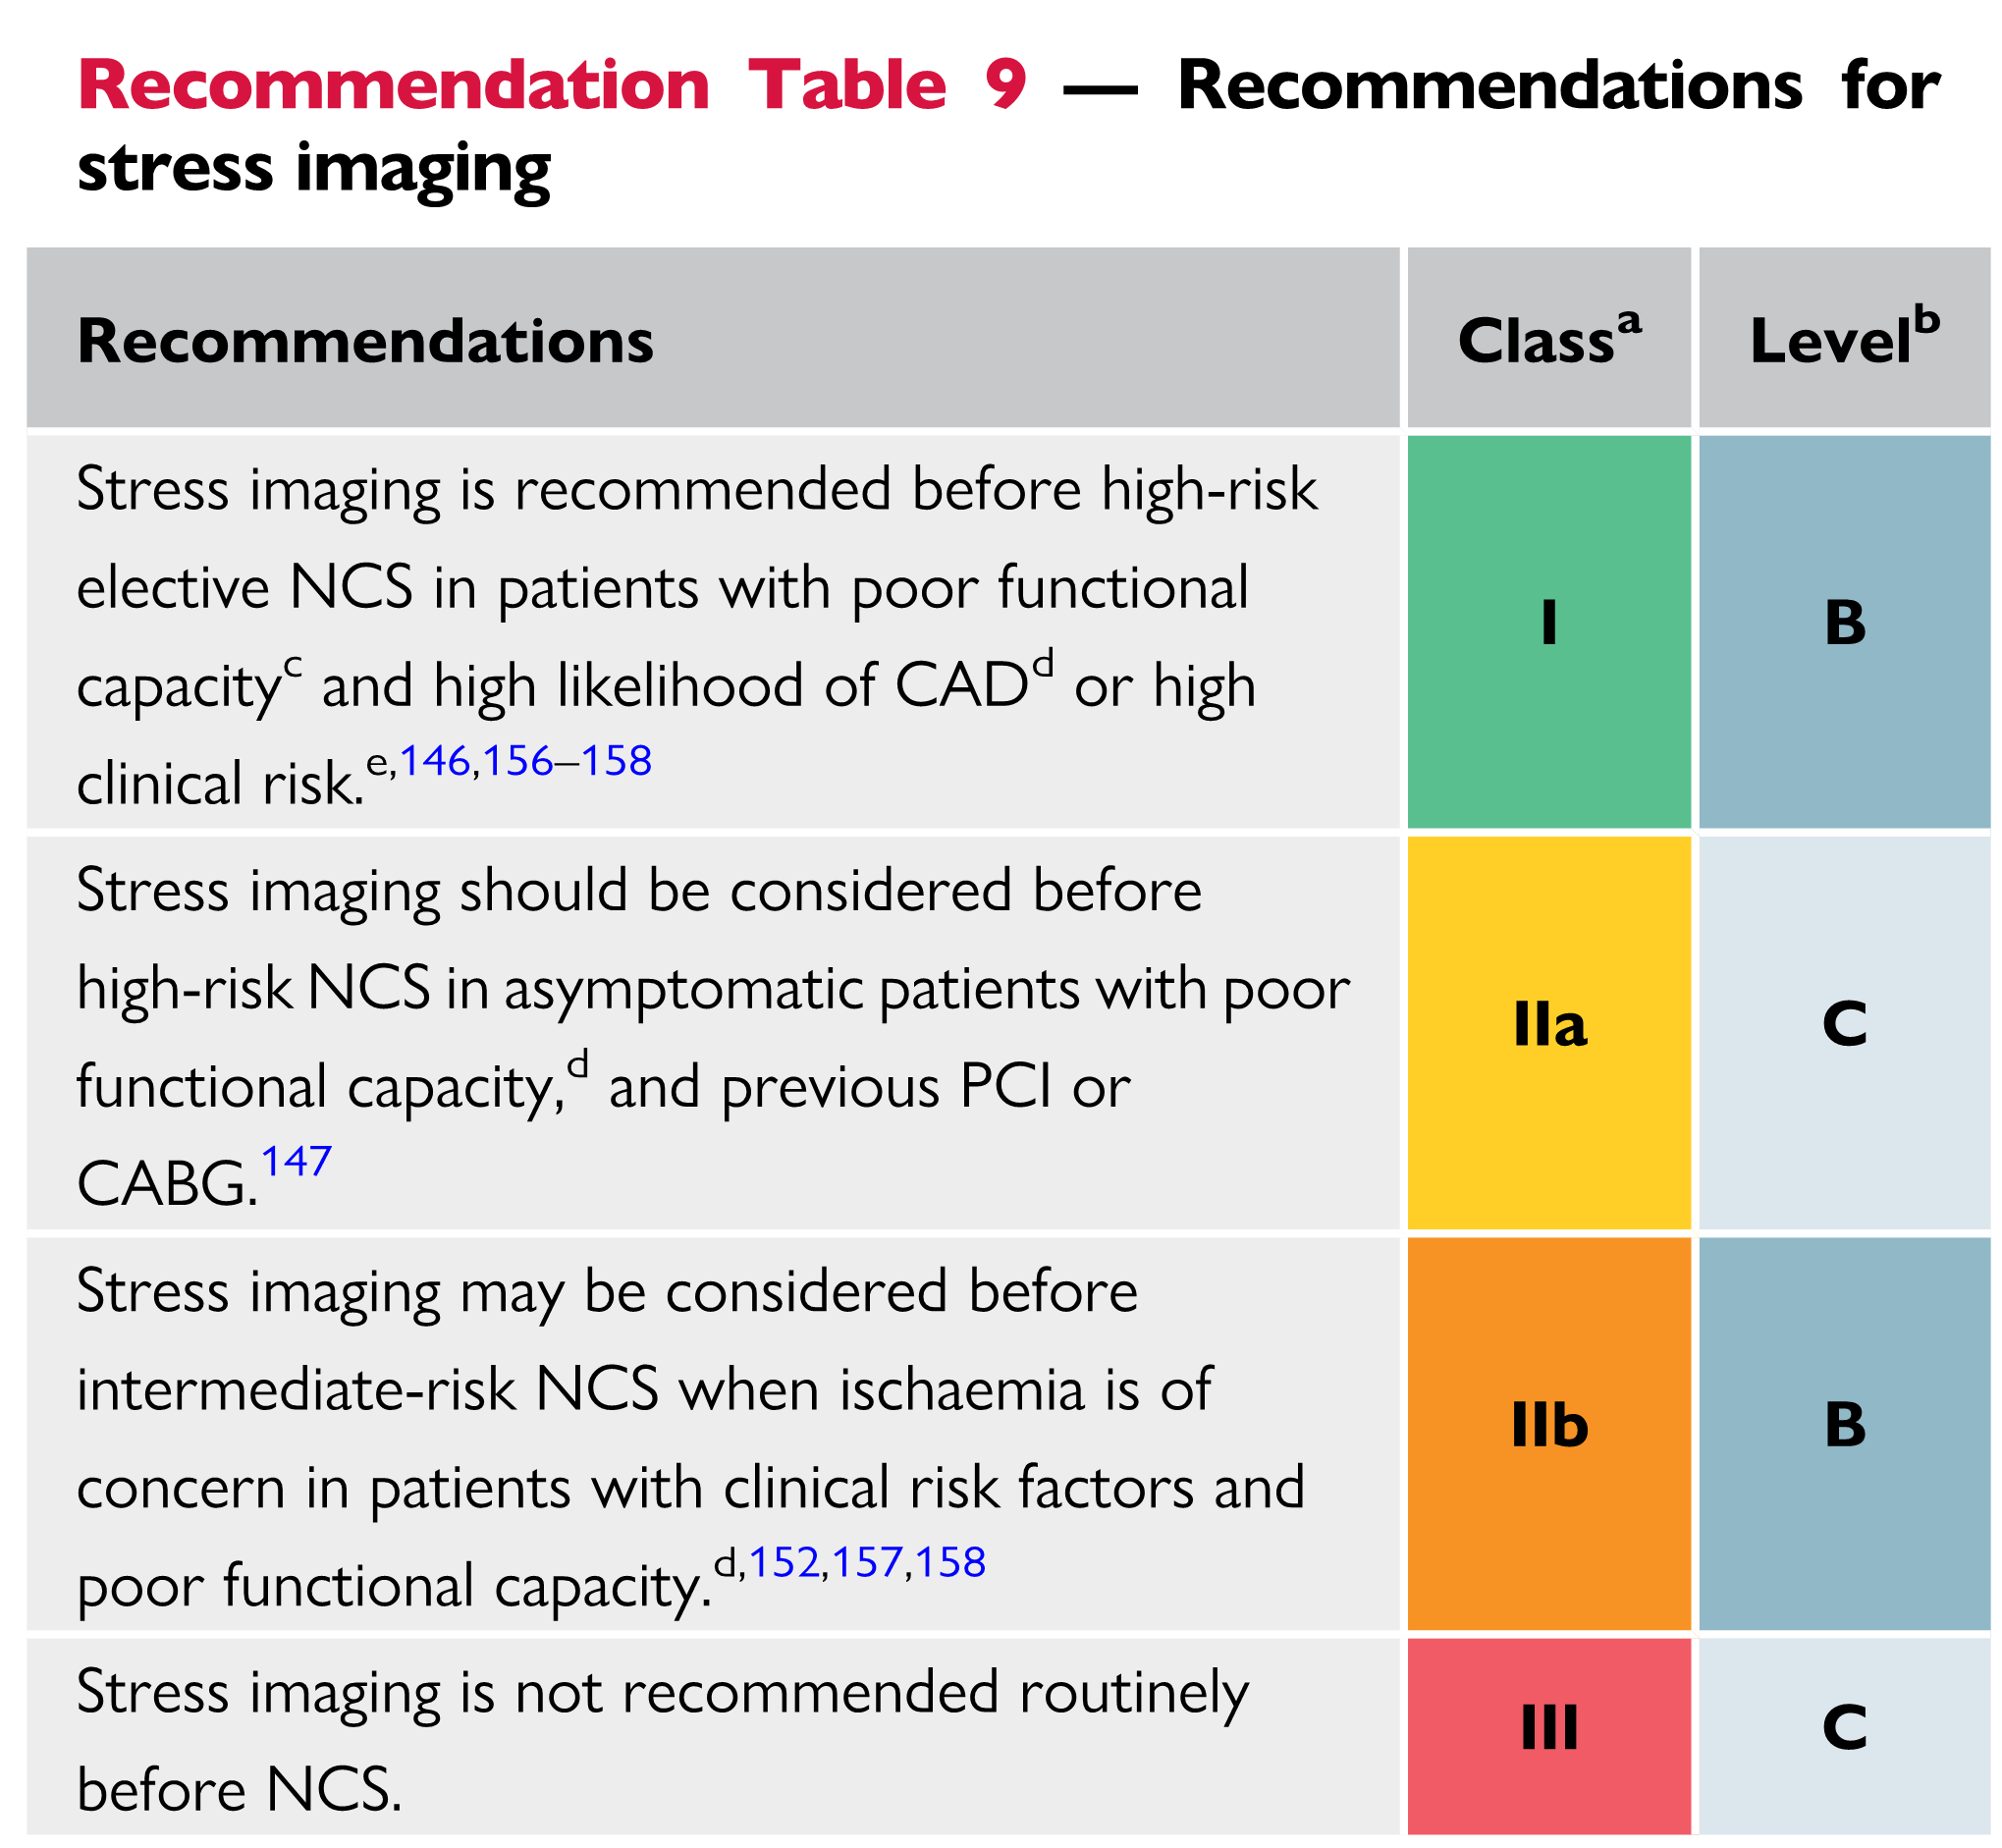 Recommendation Table 9 — Recommendations for
stress imaging
Recommendations Classᵃ Levelᵇ
Stress imaging is recommended before high-risk
elective NCS in patients with poor functional
capacityᶜ and high likelihood of CADᵈ or high
clinical risk.ᵉ,¹⁴⁶,¹⁵⁶–¹⁵⁸
I B
Stress imaging should be considered before
high-risk NCS in asymptomatic patients with poor
functional capacity,ᵈ and previous PCI or
CABG.¹⁴⁷
IIa C
Stress imaging may be considered before
intermediate-risk NCS when ischaemia is of
concern in patients with clinical risk factors and
poor functional capacity.ᵈ,¹⁵²,¹⁵⁷,¹⁵⁸
IIb B
Stress imaging is not recommended routinely
before NCS.
III C